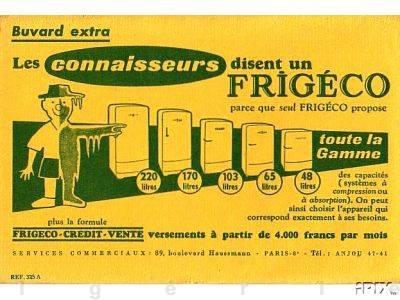 Buvard extra
Les connaisseurs disent un
FRIGÉCO
parce que seul FRIGÉCO propose
toute la
Gamme
220 litres
170 litres
103 litres
65 litres
48 litres
des capacités
(systèmes à
compression ou
à absorption). On peut
ainsi choisir l'appareil qui
correspond exactement à ses besoins.
plus la formule
FRIGECO-CREDIT-VENTE versements à partir de 4.000 francs par mois
SERVICES COMMERCIAUX : 89, boulevard Haussmann - PARIS-8e - Tél. : ANJOU 47-41
REF. 325 A